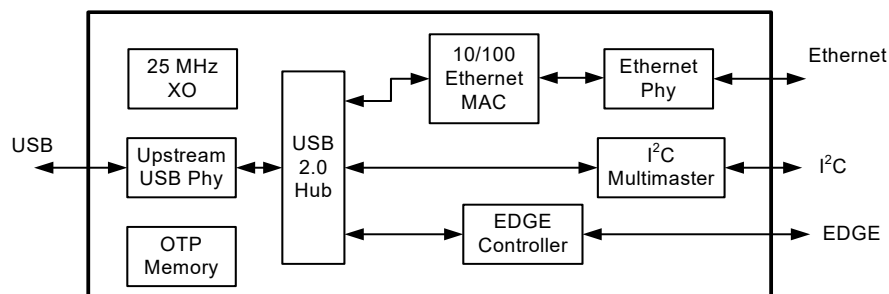 25 MHz
XO
10/100
Ethernet
MAC
Ethernet
Phy
Ethernet
USB
Upstream
USB Phy
USB
2.0
Hub
I²C
Multimaster
I²C
OTP
Memory
EDGE
Controller
EDGE